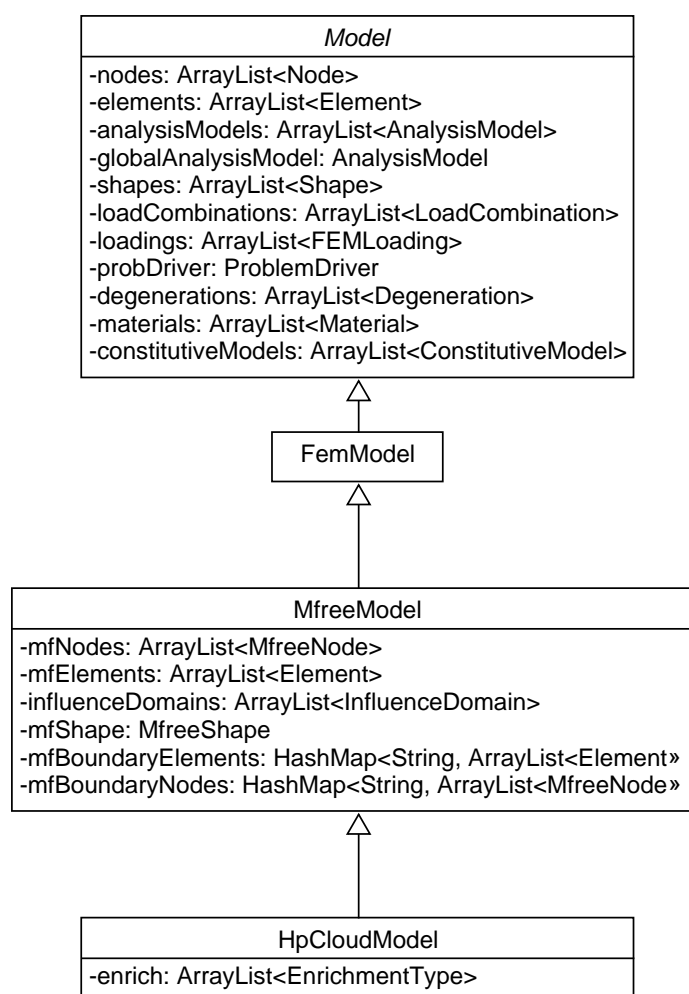 Model
-nodes: ArrayList<Node>
-elements: ArrayList<Element>
-analysisModels: ArrayList<AnalysisModel>
-globalAnalysisModel: AnalysisModel
-shapes: ArrayList<Shape>
-loadCombinations: ArrayList<LoadCombination>
-loadings: ArrayList<FEMLoading>
-probDriver: ProblemDriver
-degenerations: ArrayList<Degeneration>
-materials: ArrayList<Material>
-constitutiveModels: ArrayList<ConstitutiveModel>
FemModel
MfreeModel
-mfNodes: ArrayList<MfreeNode>
-mfElements: ArrayList<Element>
-influenceDomains: ArrayList<InfluenceDomain>
-mfShape: MfreeShape
-mfBoundaryElements: HashMap<String, ArrayList<Element»
-mfBoundaryNodes: HashMap<String, ArrayList<MfreeNode»
HpCloudModel
-enrich: ArrayList<EnrichmentType>